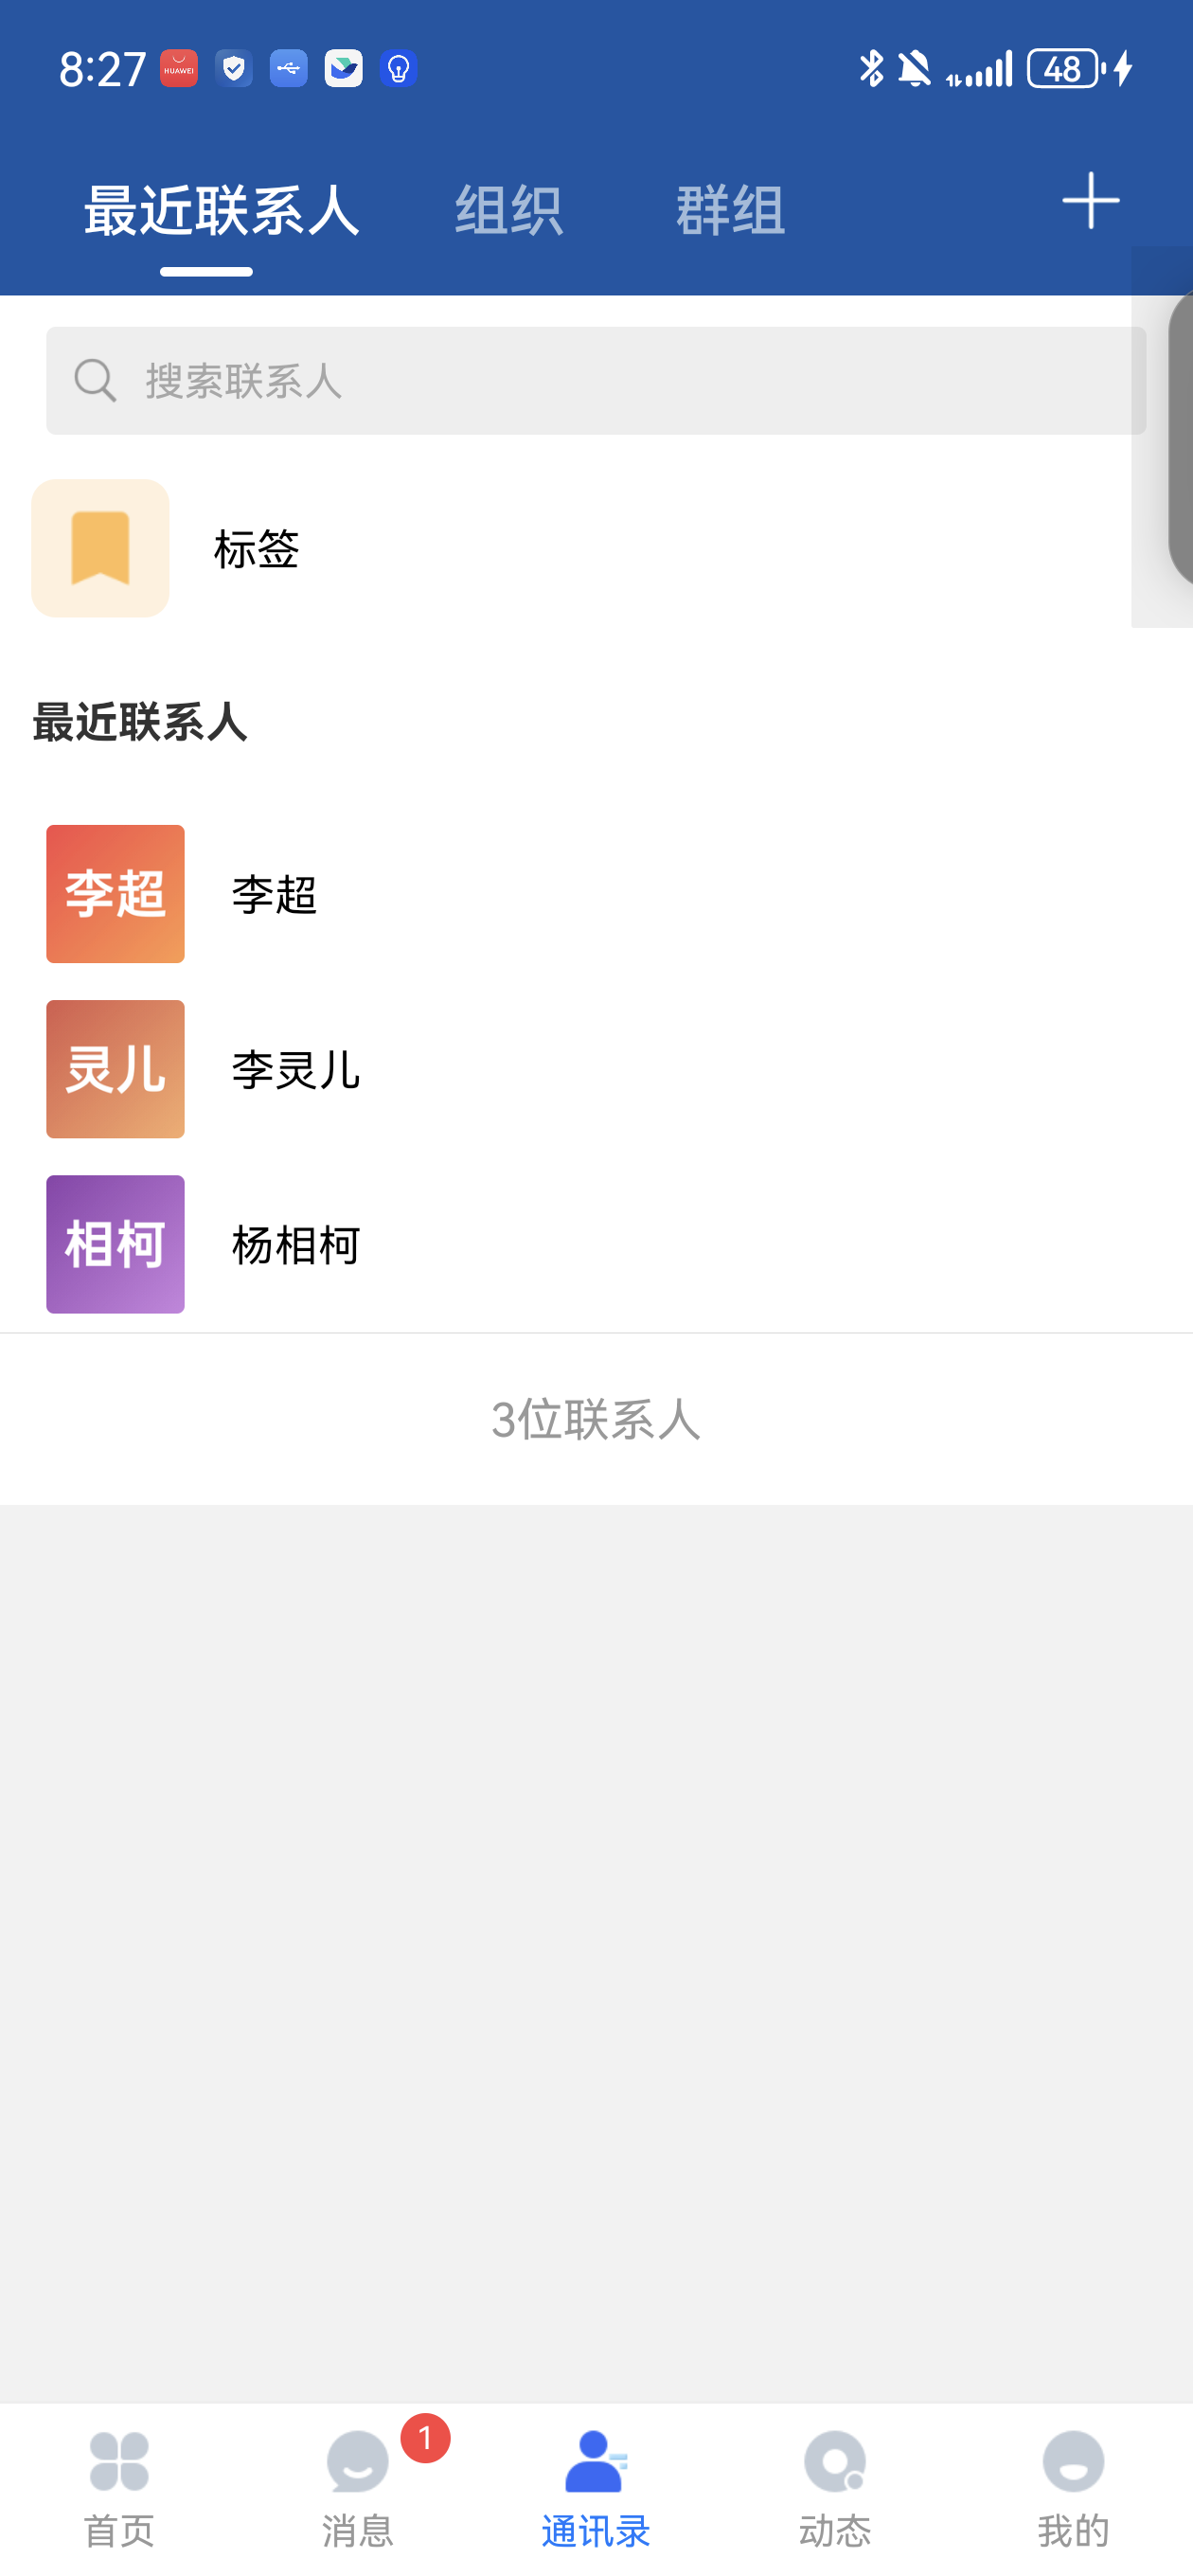 8:27 HUAWEI 48
最近联系人 组织 群组
搜索联系人
标签
最近联系人
李超 李超
灵儿 李灵儿
相柯 杨相柯
3位联系人
1
首页 消息 通讯录 动态 我的